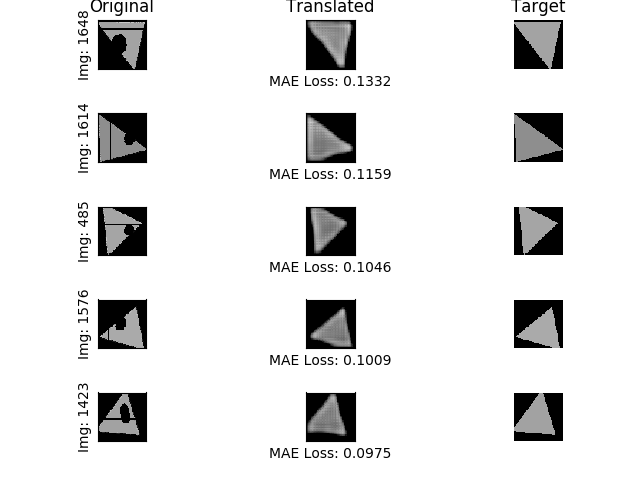 Original Translated Target
Img: 1648
MAE Loss: 0.1332
Img: 1614
MAE Loss: 0.1159
Img: 485
MAE Loss: 0.1046
Img: 1576
MAE Loss: 0.1009
Img: 1423
MAE Loss: 0.0975